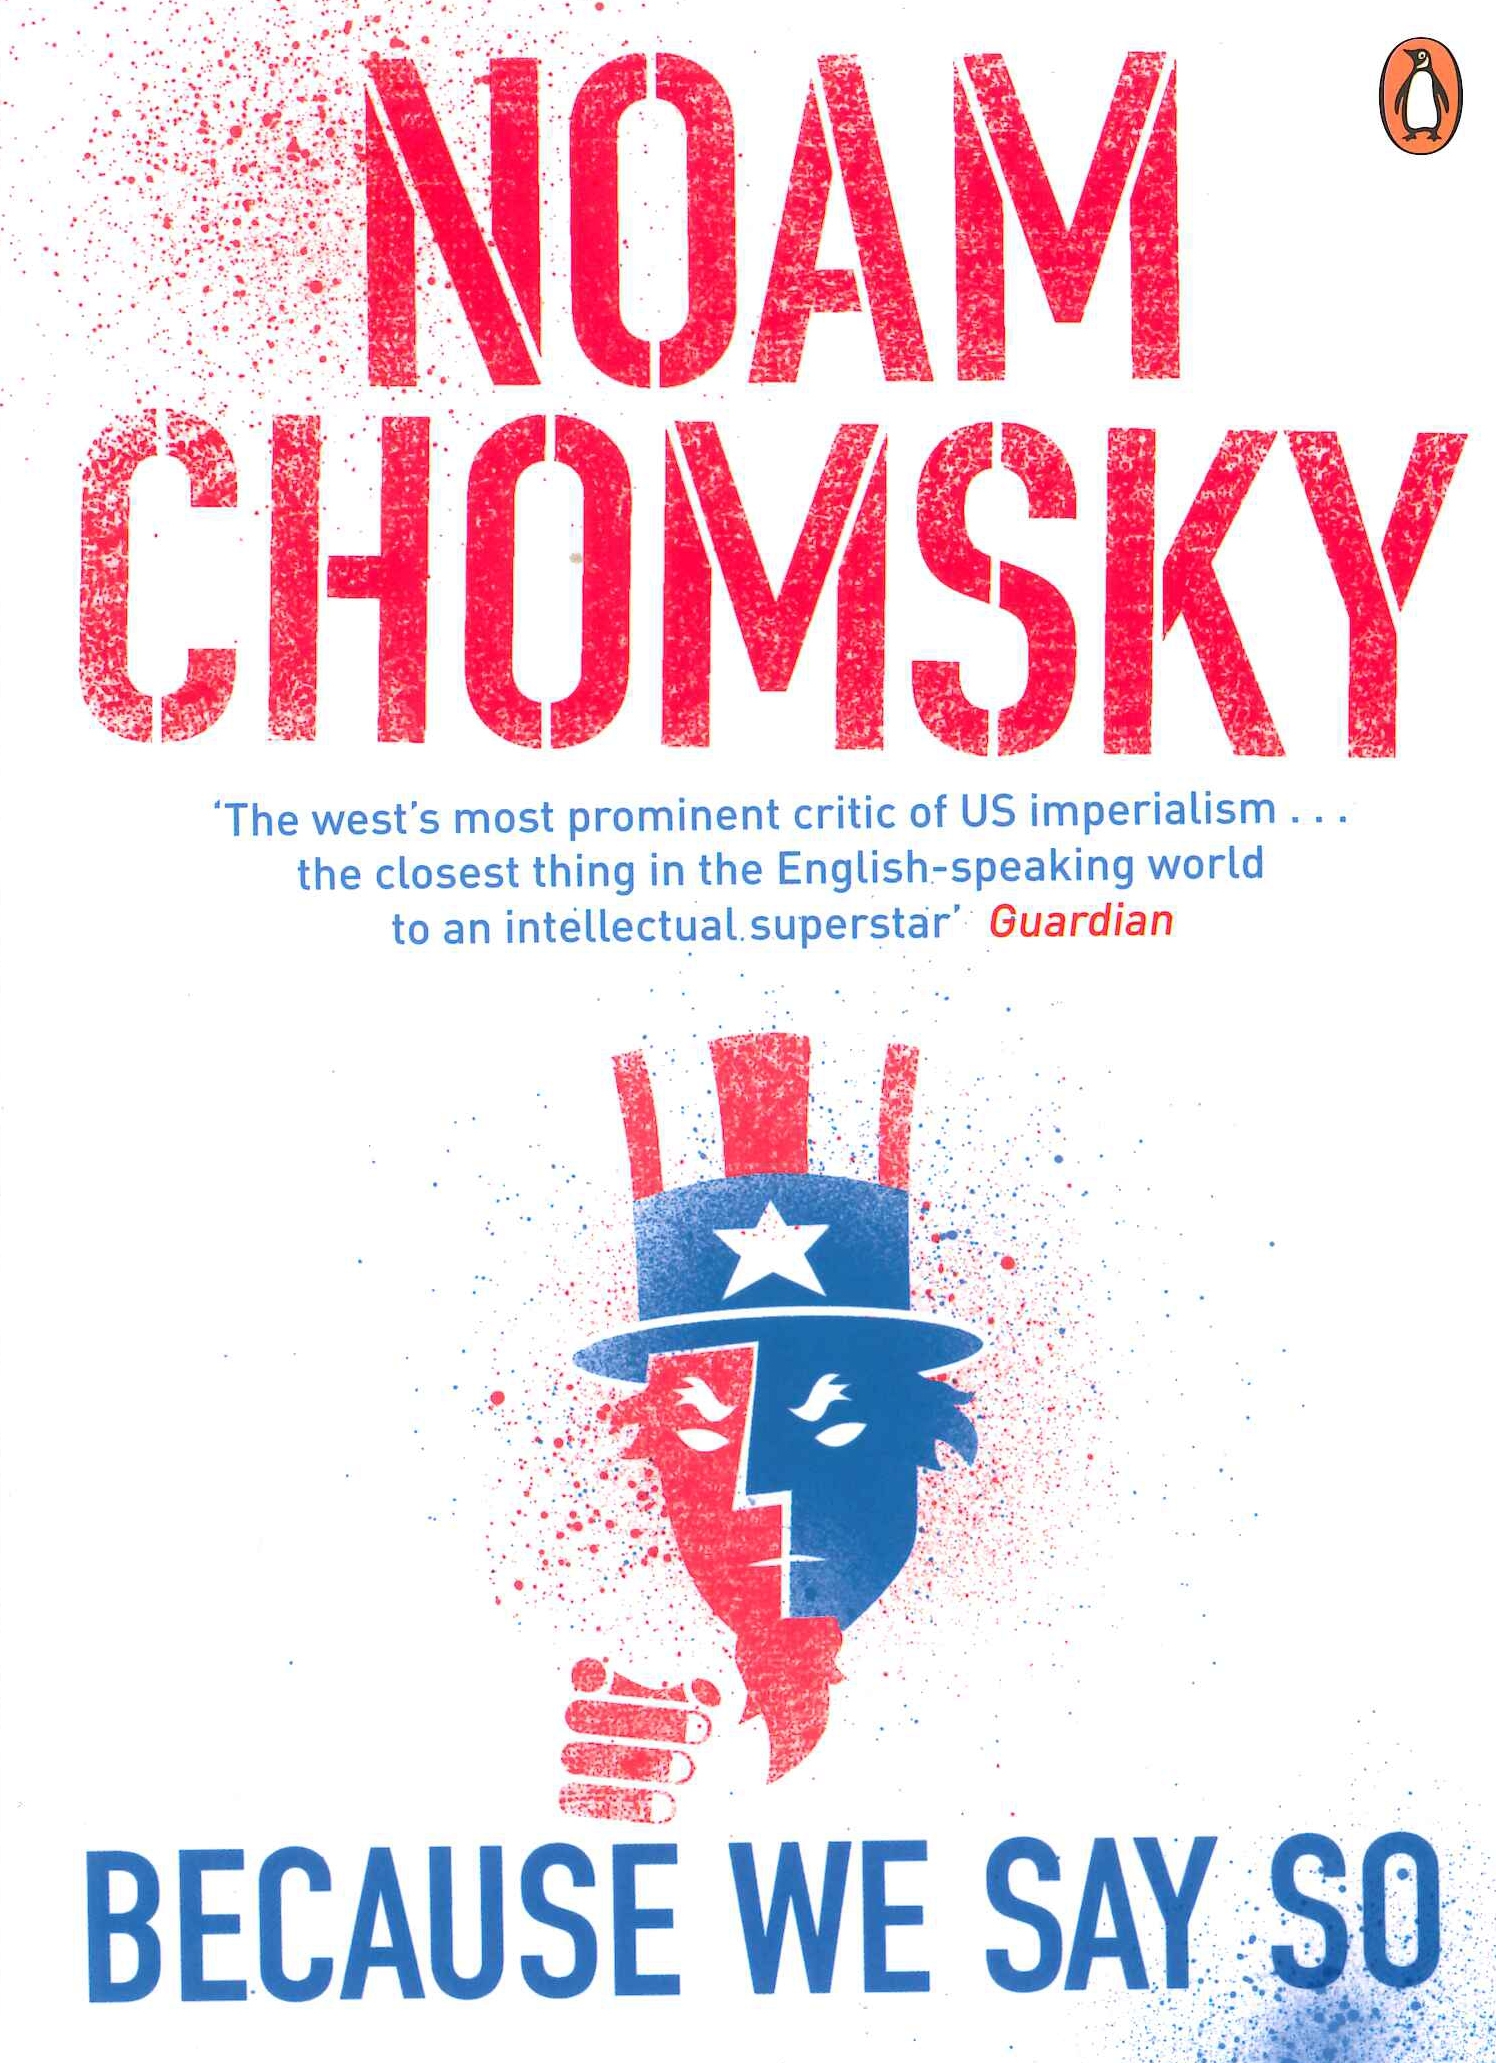 NOAM
CHOMSKY
‘The west’s most prominent critic of US imperialism . . .
the closest thing in the English-speaking world
to an intellectual superstar’ Guardian
BECAUSE WE SAY SO